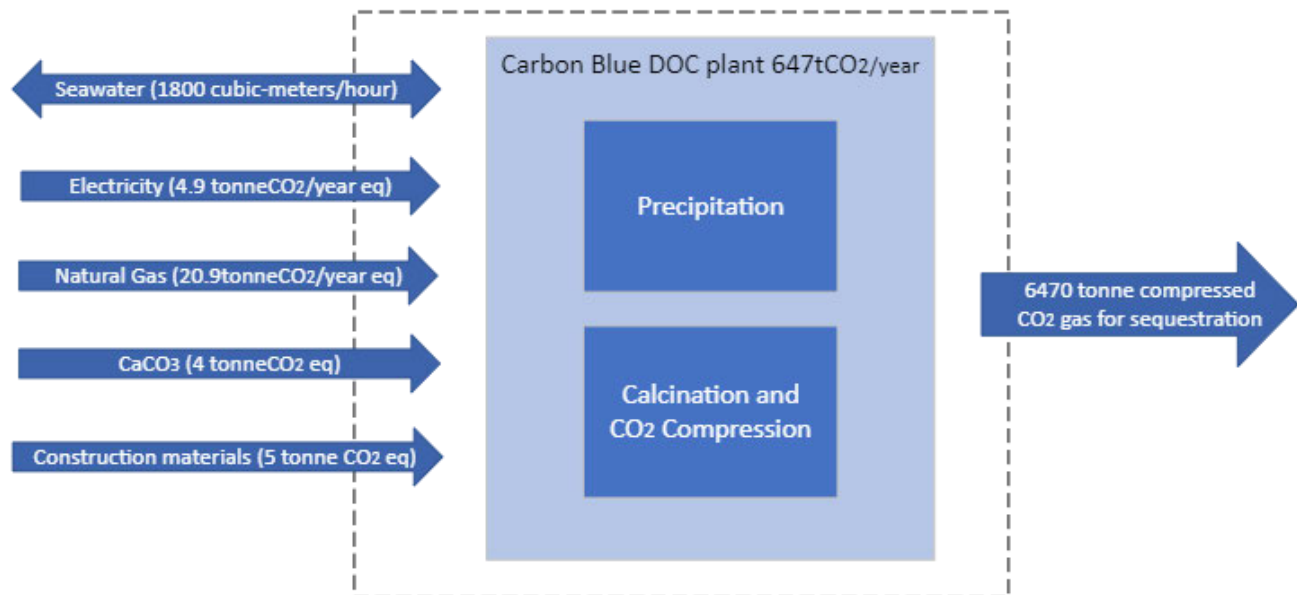 Carbon Blue DOC plant 647tCO2/year
Seawater (1800 cubic-meters/hour)
Electricity (4.9 tonneCO2/year eq)
Natural Gas (20.9tonneCO2/year eq)
CaCO3 (4 tonneCO2 eq)
Construction materials (5 tonne CO2 eq)
Precipitation
Calcination and
CO2 Compression
6470 tonne compressed
CO2 gas for sequestration